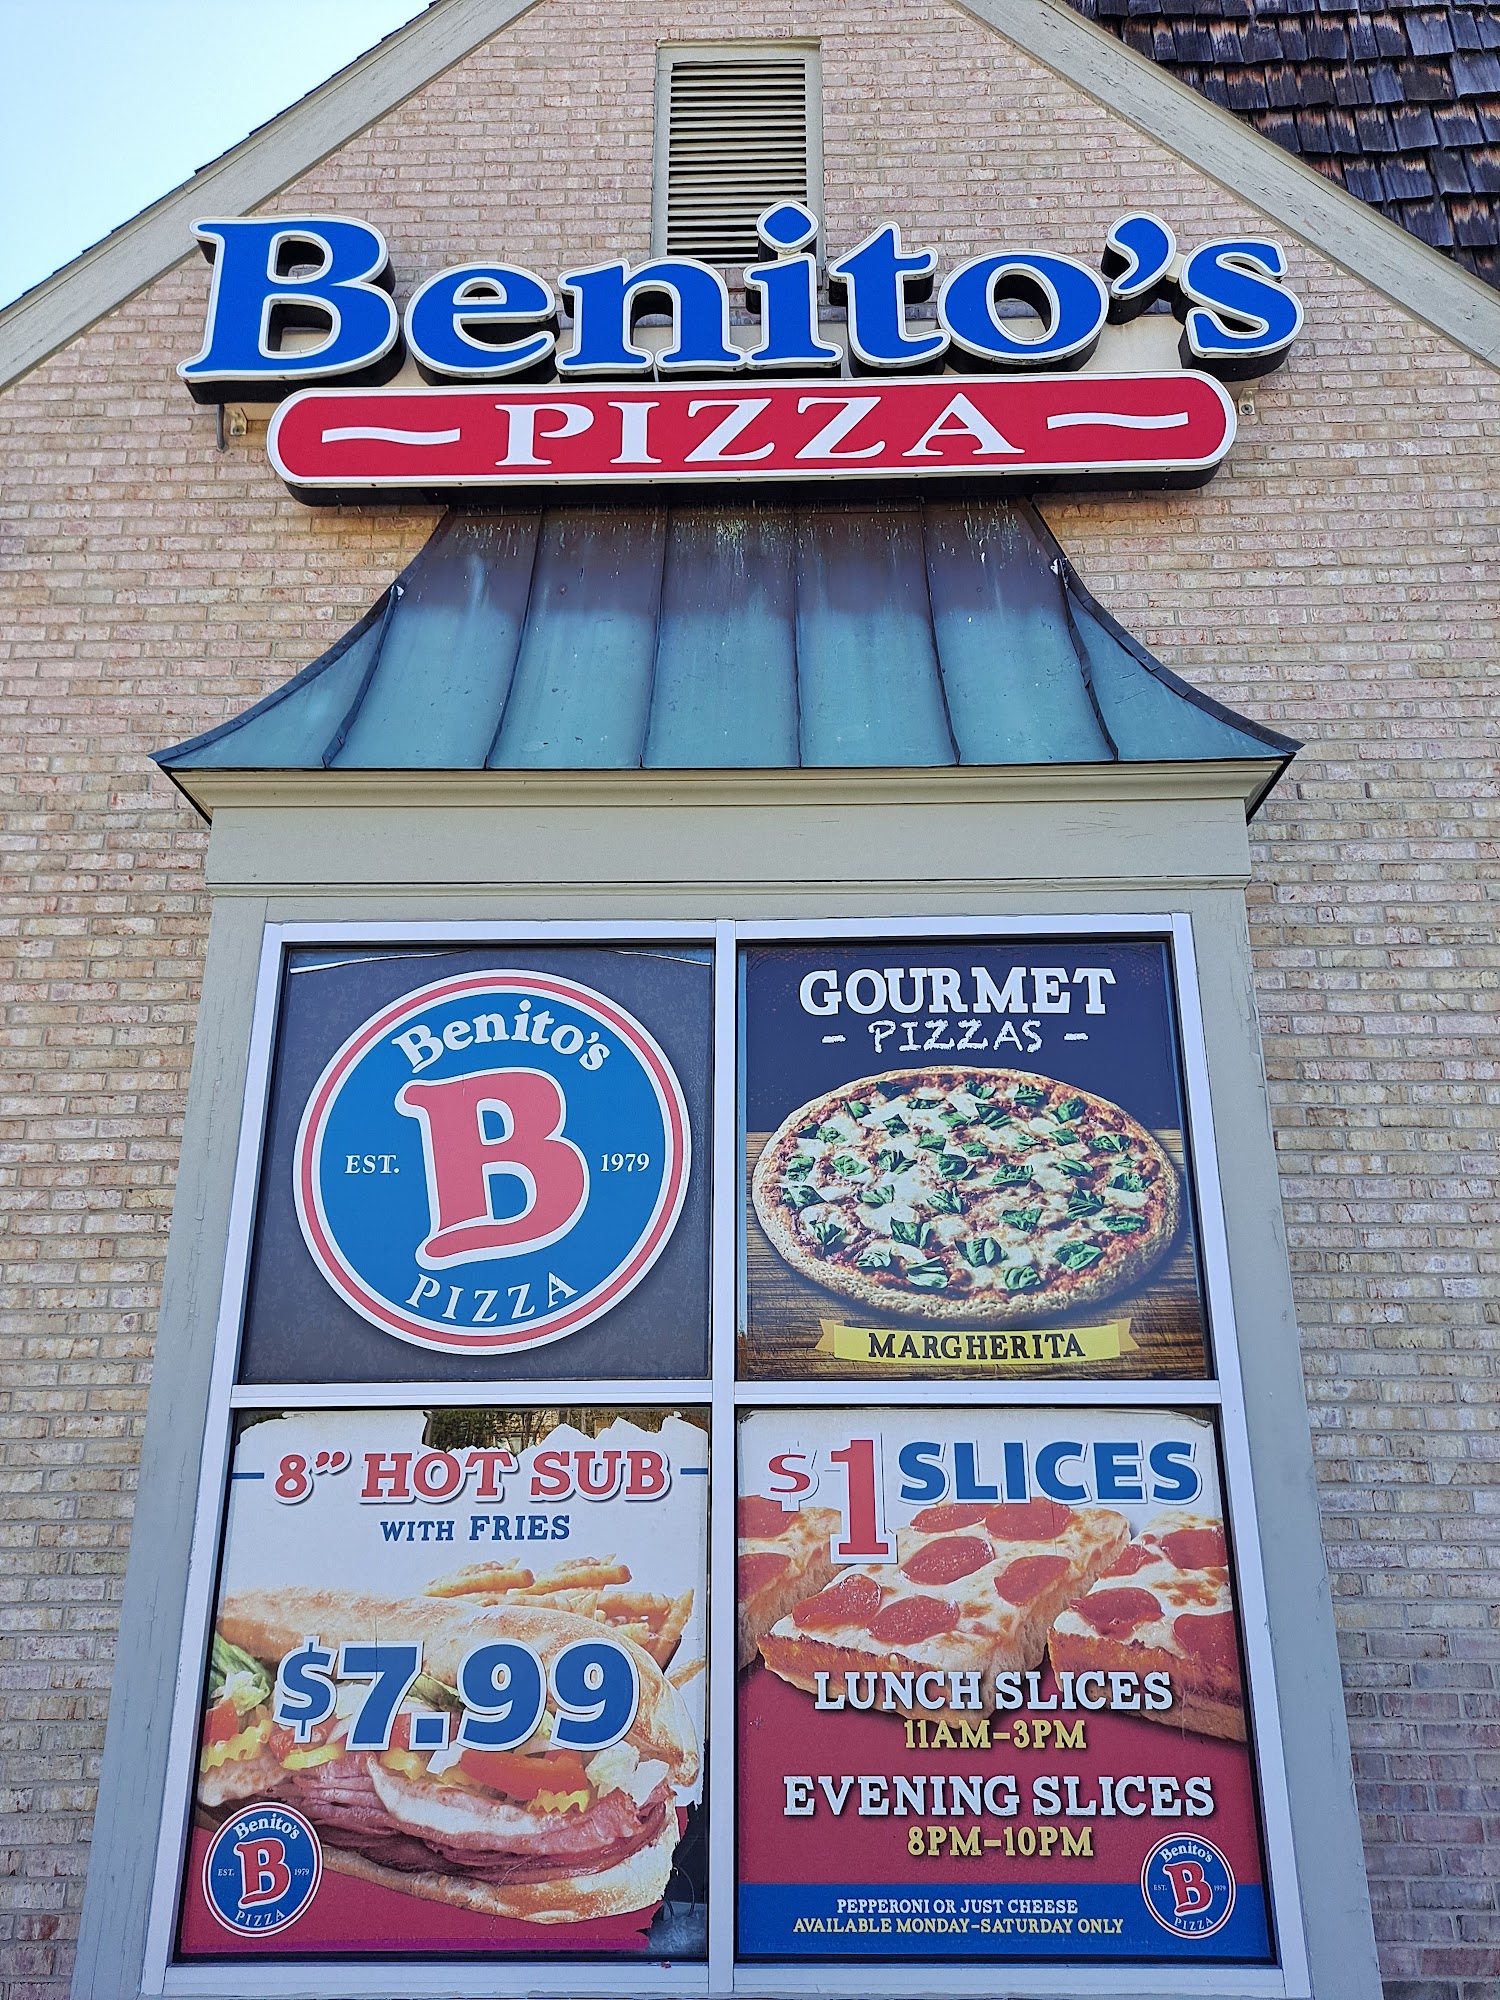 Benito's
PIZZA
Benito's
B
EST. 1979
PIZZA
GOURMET
- PIZZAS -
MARGHERITA
8" HOT SUB
WITH FRIES
$7.99
Benito's
B
EST. 1979
PIZZA
$1 SLICES
LUNCH SLICES
11AM-3PM
EVENING SLICES
8PM-10PM
PEPPERONI OR JUST CHEESE
AVAILABLE MONDAY-SATURDAY ONLY
Benito's
B
EST. 1979
PIZZA